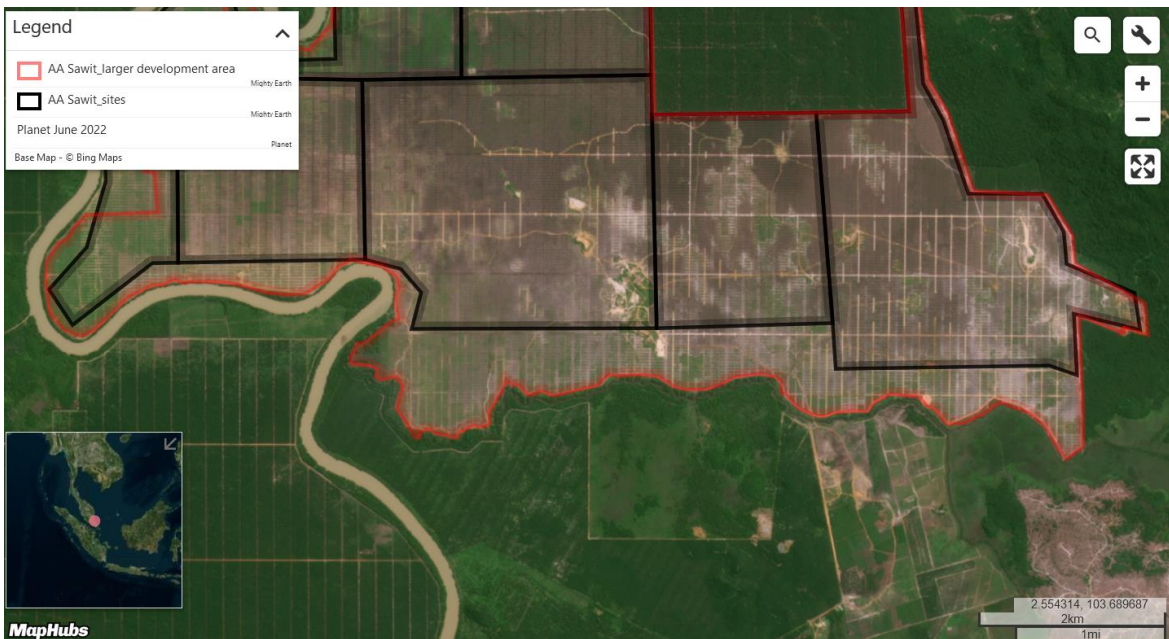 Legend
AA Sawit_larger development area
Mighty Earth
AA Sawit_sites
Mighty Earth
Planet June 2022
Planet
Base Map - © Bing Maps
+
−
MapHubs
2.554314, 103.689687
2km
1mi